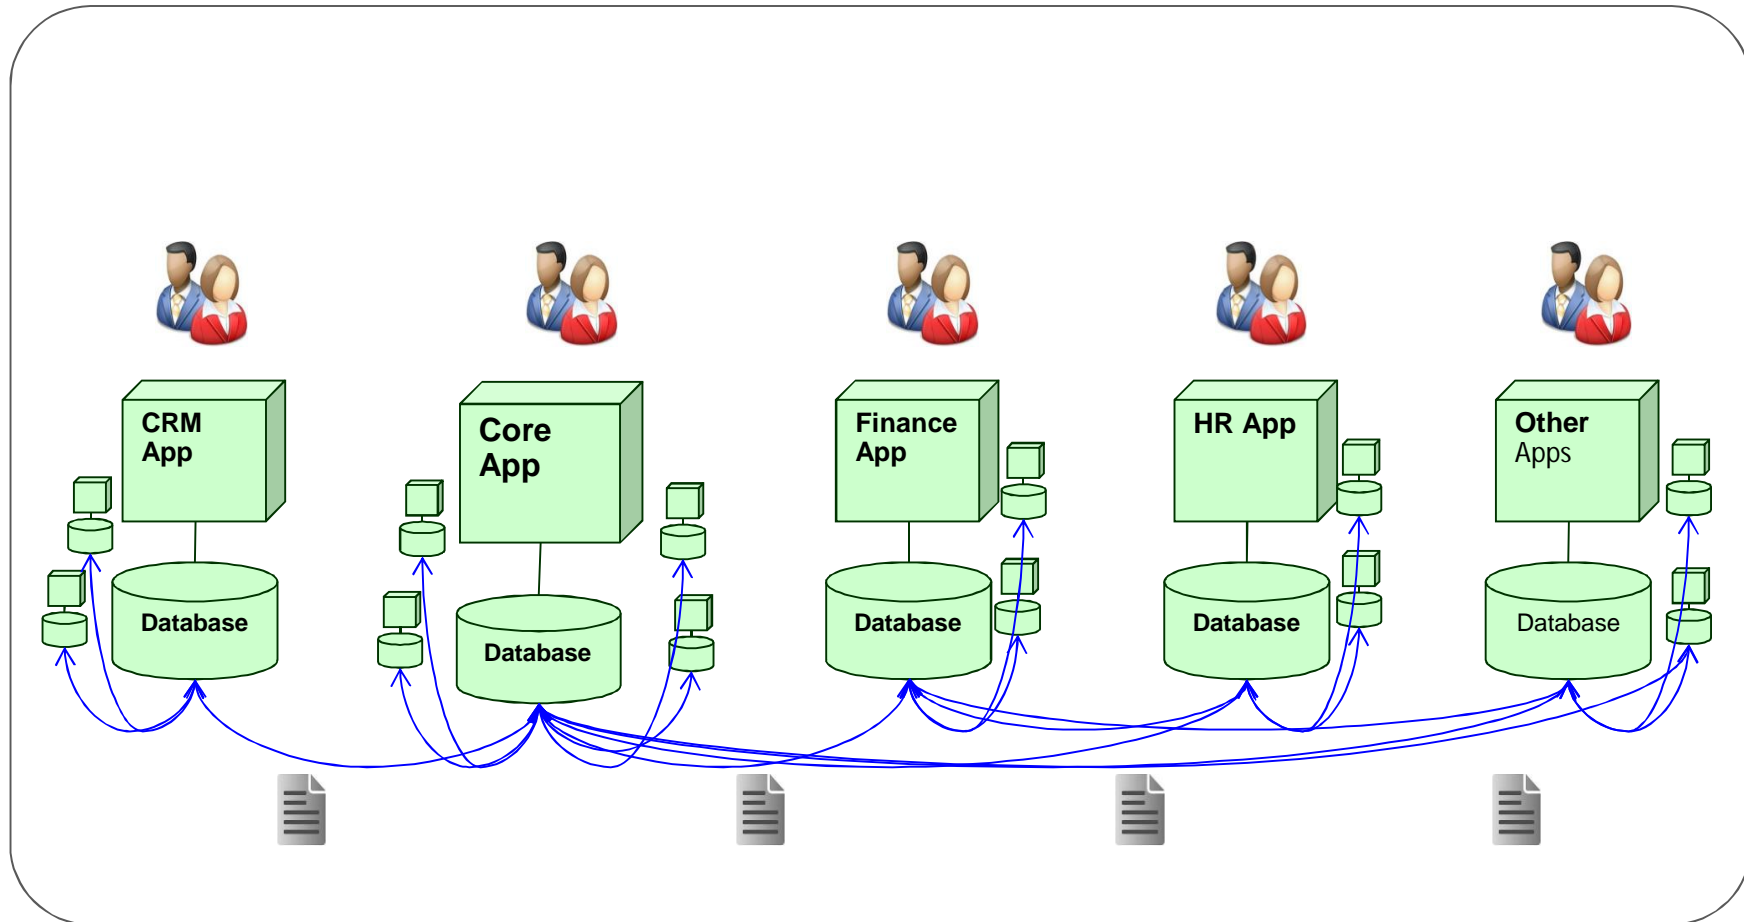 CRM
App
Core
App
Finance
App
HR App
Other
Apps
Database
Database
Database
Database
Database